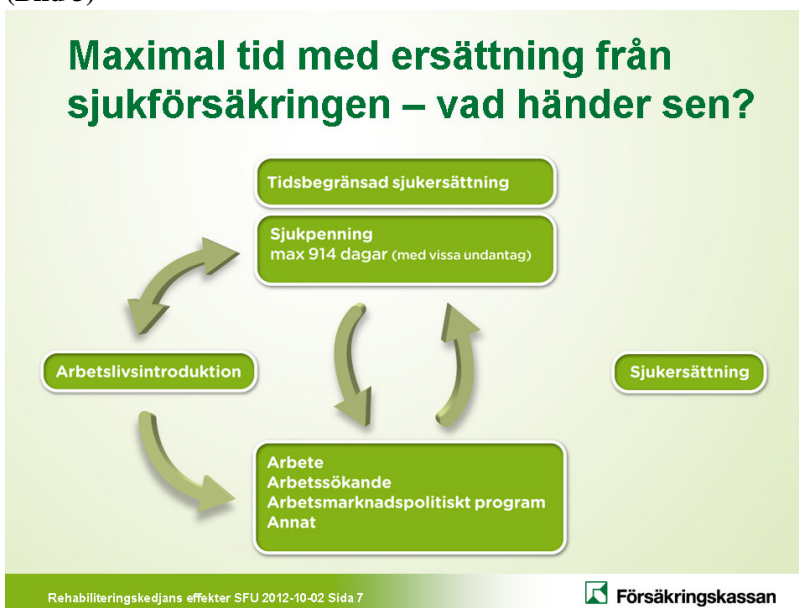 Maximal tid med ersättning från
sjukförsäkringen – vad händer sen?
Tidsbegränsad sjukersättning
Sjukpenning
max 914 dagar (med vissa undantag)
Arbetslivsintroduktion
Sjukersättning
Arbete
Arbetssökande
Arbetsmarknadspolitiskt program
Annat
Rehabiliteringskedjans effekter SFU 2012-10-02 Sida 7
Försäkringskassan